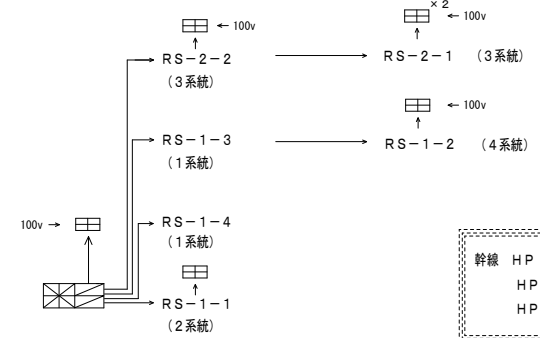 ×2
← 100v
← 100v
RS－2－2
（3系統）
RS－2－1 （3系統）
← 100v
RS－1－3
（1系統）
RS－1－2 （4系統）
100v →
RS－1－4
（1系統）
RS－1－1
（2系統）
幹線 HP
HP
HP